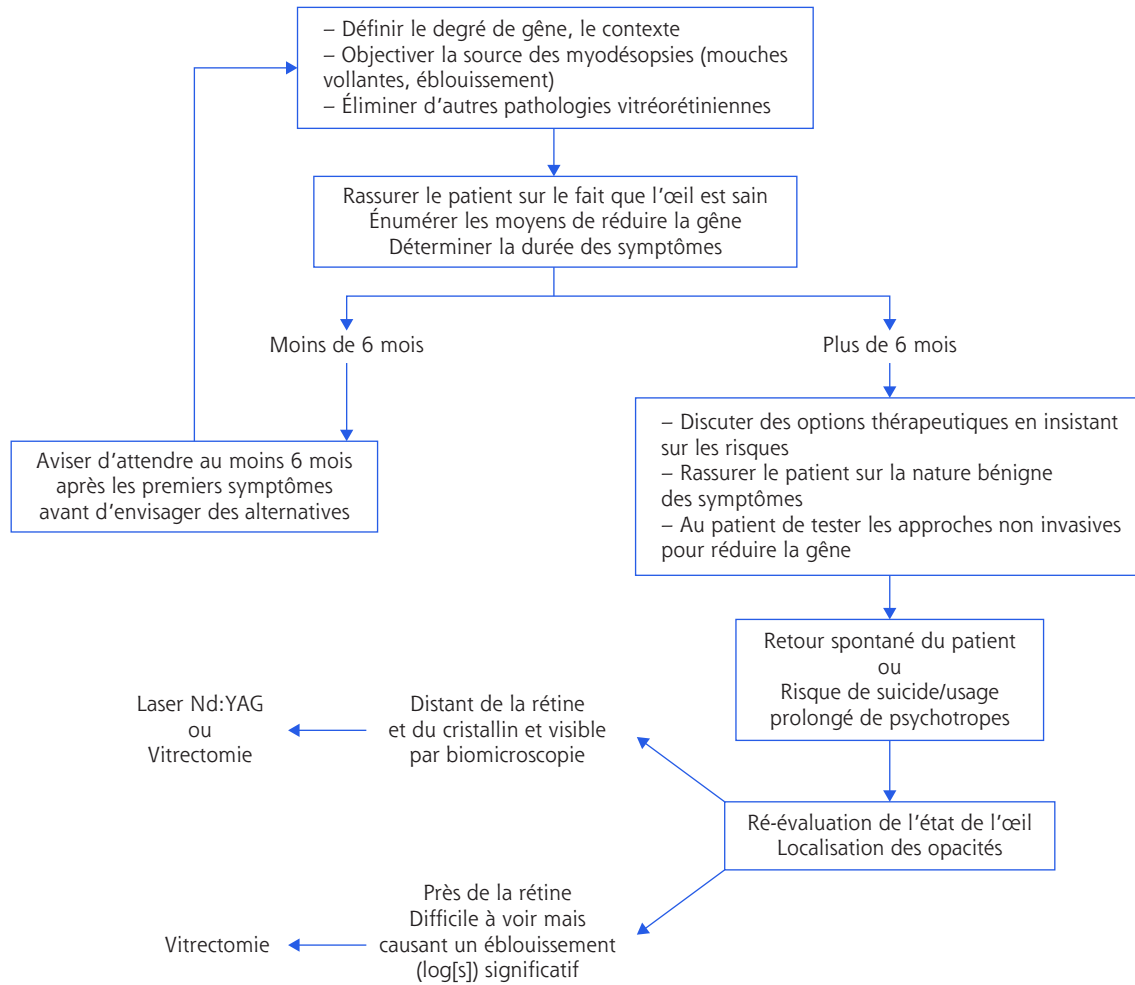 – Définir le degré de gêne, le contexte
– Objectiver la source des myodésopsies (mouches
vollantes, éblouissement)
– Éliminer d'autres pathologies vitréorétiniennes
Rassurer le patient sur le fait que l'œil est sain
Énumérer les moyens de réduire la gêne
Déterminer la durée des symptômes
Moins de 6 mois
Plus de 6 mois
Aviser d'attendre au moins 6 mois
après les premiers symptômes
avant d'envisager des alternatives
– Discuter des options thérapeutiques en insistant
sur les risques
– Rassurer le patient sur la nature bénigne
des symptômes
– Au patient de tester les approches non invasives
pour réduire la gêne
Retour spontané du patient
ou
Risque de suicide/usage
prolongé de psychotropes
Ré-évaluation de l'état de l'œil
Localisation des opacités
Distant de la rétine
et du cristallin et visible
par biomicroscopie
Laser Nd:YAG
ou
Vitrectomie
Près de la rétine
Difficile à voir mais
causant un éblouissement
(log[s]) significatif
Vitrectomie